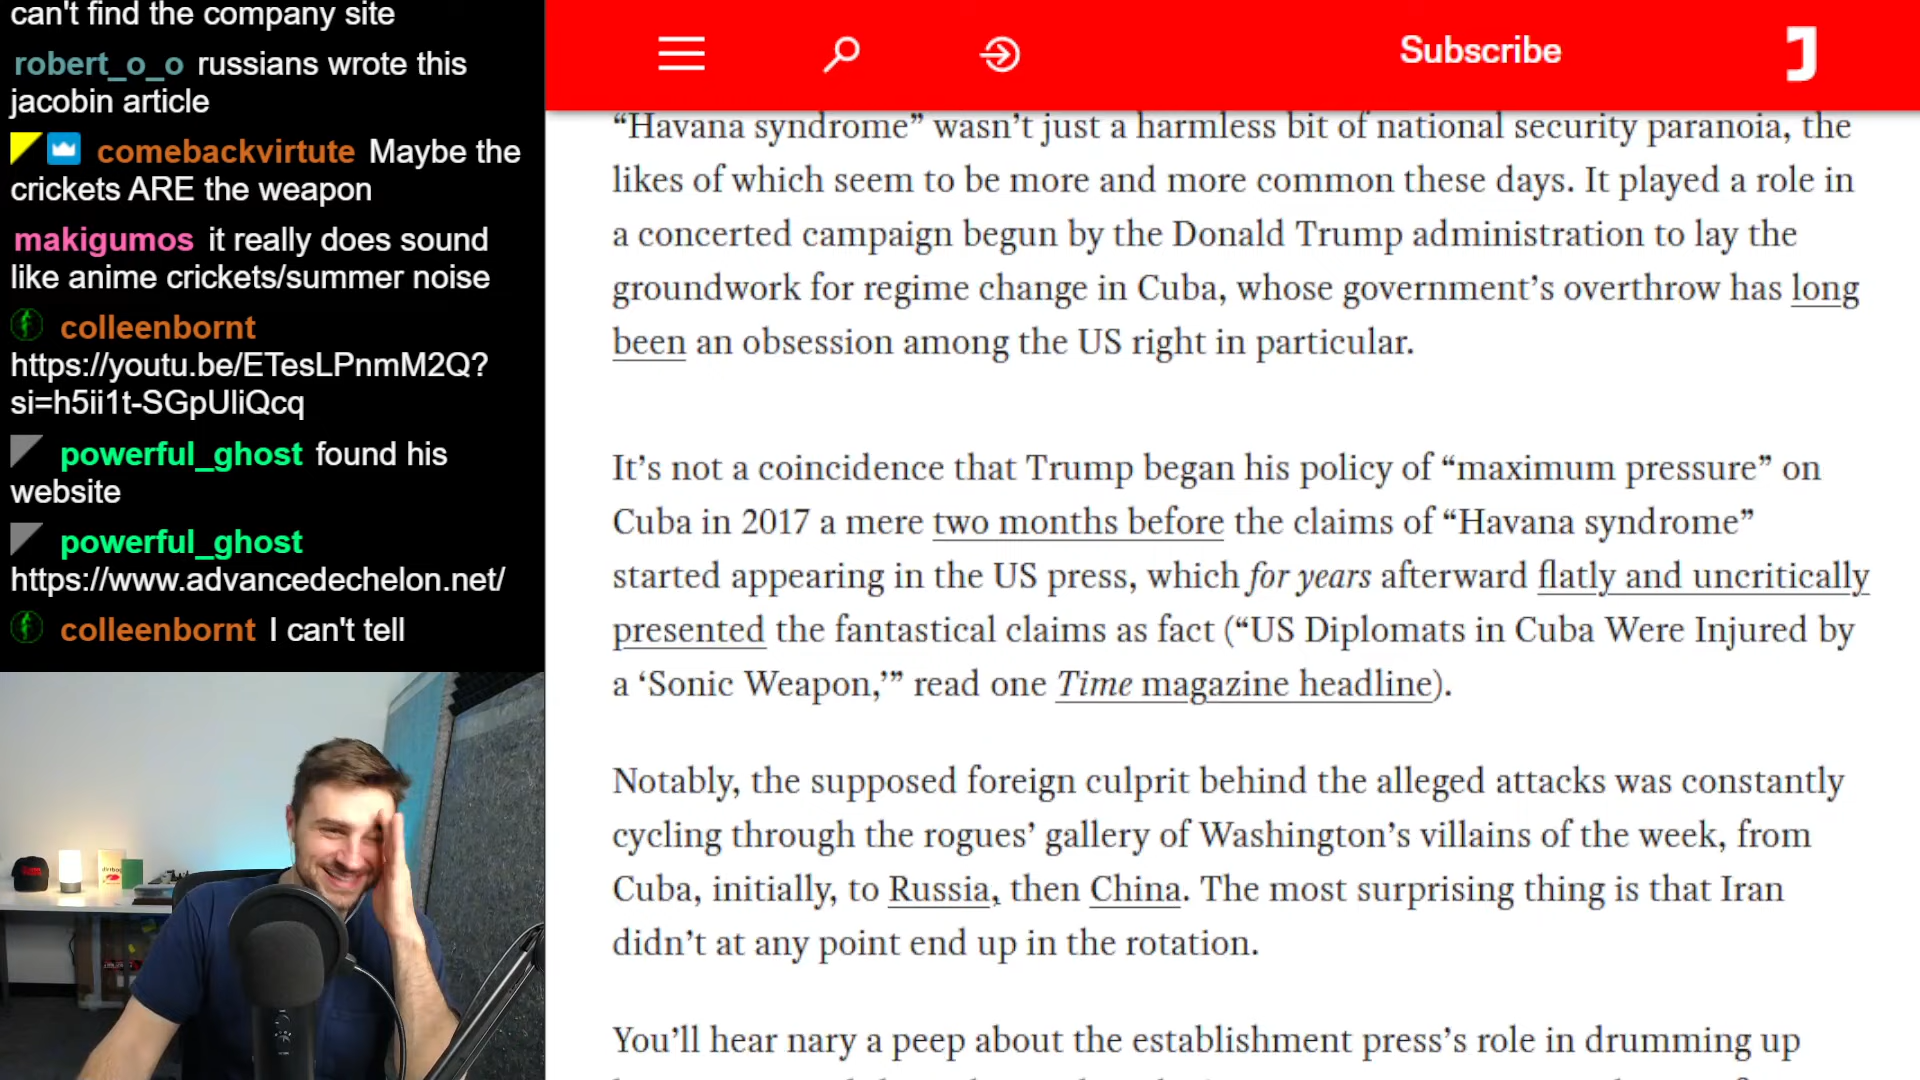 can't find the company site
robert_o_o russians wrote this
jacobin article
comebackvirtute Maybe the
crickets ARE the weapon
makigumos it really does sound
like anime crickets/summer noise
colleenbornt
https://youtu.be/ETesLPnmM2Q?
si=h5ii1t-SGpUliQcq
powerful_ghost found his
website
powerful_ghost
https://www.advancedechelon.net/
colleenbornt I can't tell
Subscribe
J
“Havana syndrome” wasn’t just a harmless bit of national security paranoia, the
likes of which seem to be more and more common these days. It played a role in
a concerted campaign begun by the Donald Trump administration to lay the
groundwork for regime change in Cuba, whose government’s overthrow has long
been an obsession among the US right in particular.
It’s not a coincidence that Trump began his policy of “maximum pressure” on
Cuba in 2017 a mere two months before the claims of “Havana syndrome”
started appearing in the US press, which for years afterward flatly and uncritically
presented the fantastical claims as fact (“US Diplomats in Cuba Were Injured by
a ‘Sonic Weapon,’” read one Time magazine headline).
Notably, the supposed foreign culprit behind the alleged attacks was constantly
cycling through the rogues’ gallery of Washington’s villains of the week, from
Cuba, initially, to Russia, then China. The most surprising thing is that Iran
didn’t at any point end up in the rotation.
You’ll hear nary a peep about the establishment press’s role in drumming up